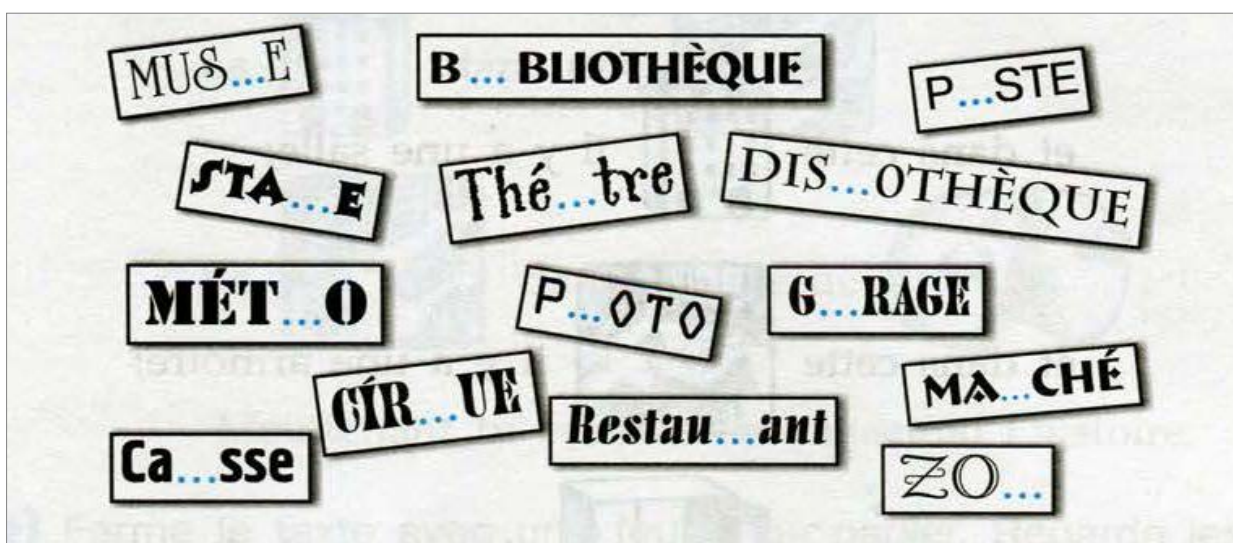 MUS...E
B... BLIOTHÈQUE
P...STE
STA...E
Thé...tre
DIS...OTHÈQUE
MÉT...O
P...OTO
G...RAGE
CÍR...UE
Restau...ant
MA...CHÉ
Ca...sse
ZO...